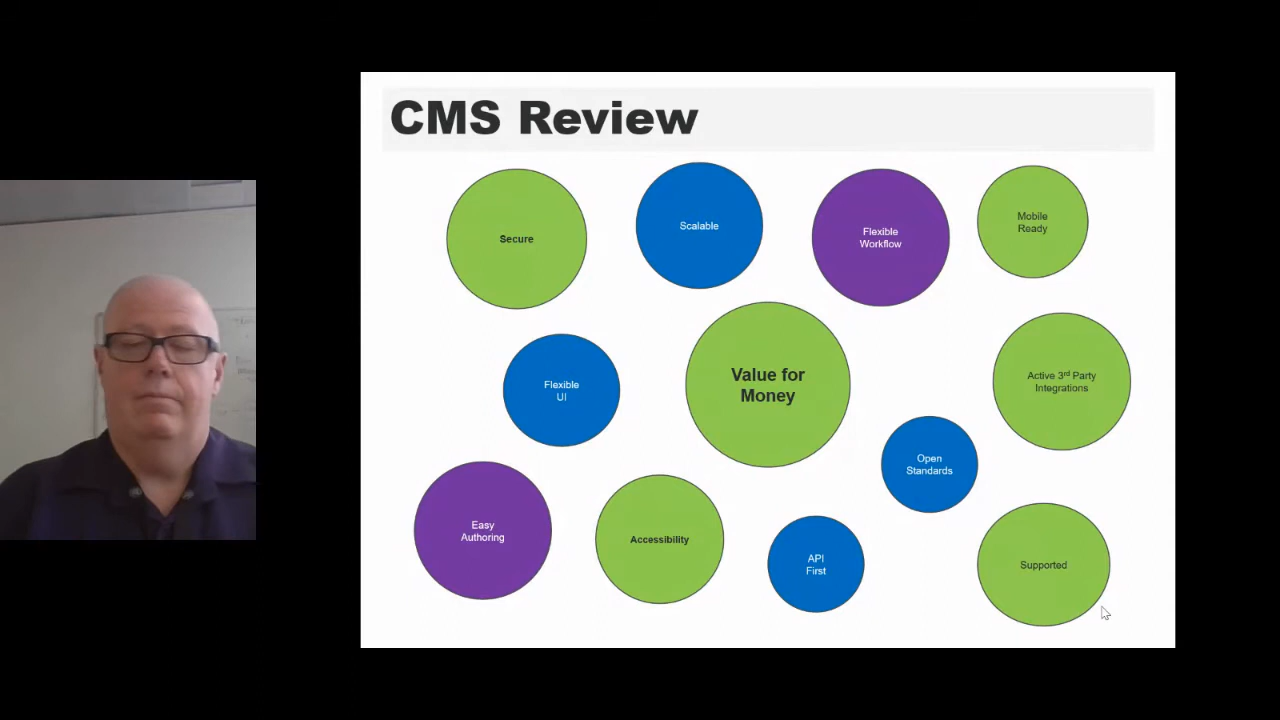 CMS Review
Secure
Scalable
Flexible
Workflow
Mobile
Ready
Flexible
UI
Value for
Money
Active 3rd Party
Integrations
Open
Standards
Easy
Authoring
Accessibility
API
First
Supported